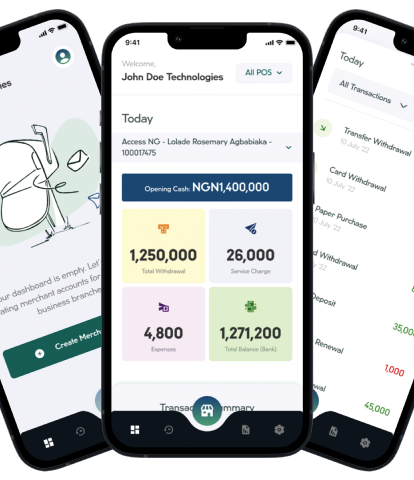 ies
our dashboard is empty. Let'
ating merchant accounts for
business branche
Create Merch
9:41
Welcome,
John Doe Technologies
All POS
Today
Access NG - Lolade Rosemary Agbabiaka -
100017475
Opening Cash: NGN1,400,000
1,250,000
Total Withdrawal
26,000
Service Charge
4,800
Expenses
1,271,200
Total Balance (Bank)
Transac mmary
9:41
Today
All Transactions
Transfer Withdrawal
10 July '22
Card Withdrawal
10 July '22
Paper Purchase
July '22
d Withdrawal
'22
Deposit
35,00
Renewal
1,000
wal
45,000